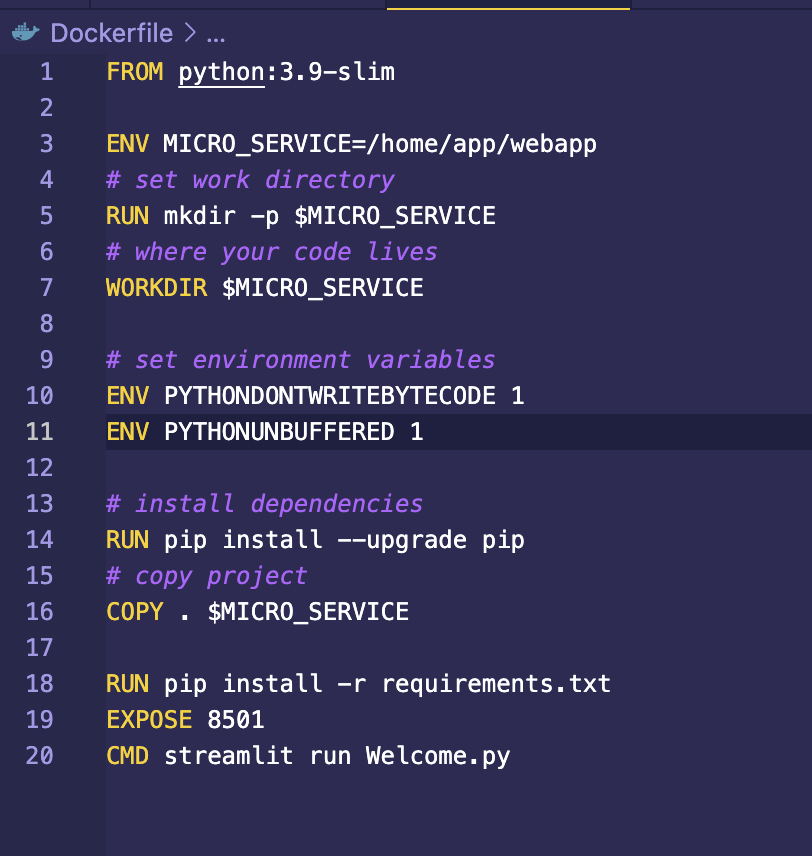 Dockerfile > ...
1 FROM python:3.9-slim
2
3 ENV MICRO_SERVICE=/home/app/webapp
4 # set work directory
5 RUN mkdir -p $MICRO_SERVICE
6 # where your code lives
7 WORKDIR $MICRO_SERVICE
8
9 # set environment variables
10 ENV PYTHONDONTWRITEBYTECODE 1
11 ENV PYTHONUNBUFFERED 1
12
13 # install dependencies
14 RUN pip install --upgrade pip
15 # copy project
16 COPY . $MICRO_SERVICE
17
18 RUN pip install -r requirements.txt
19 EXPOSE 8501
20 CMD streamlit run Welcome.py